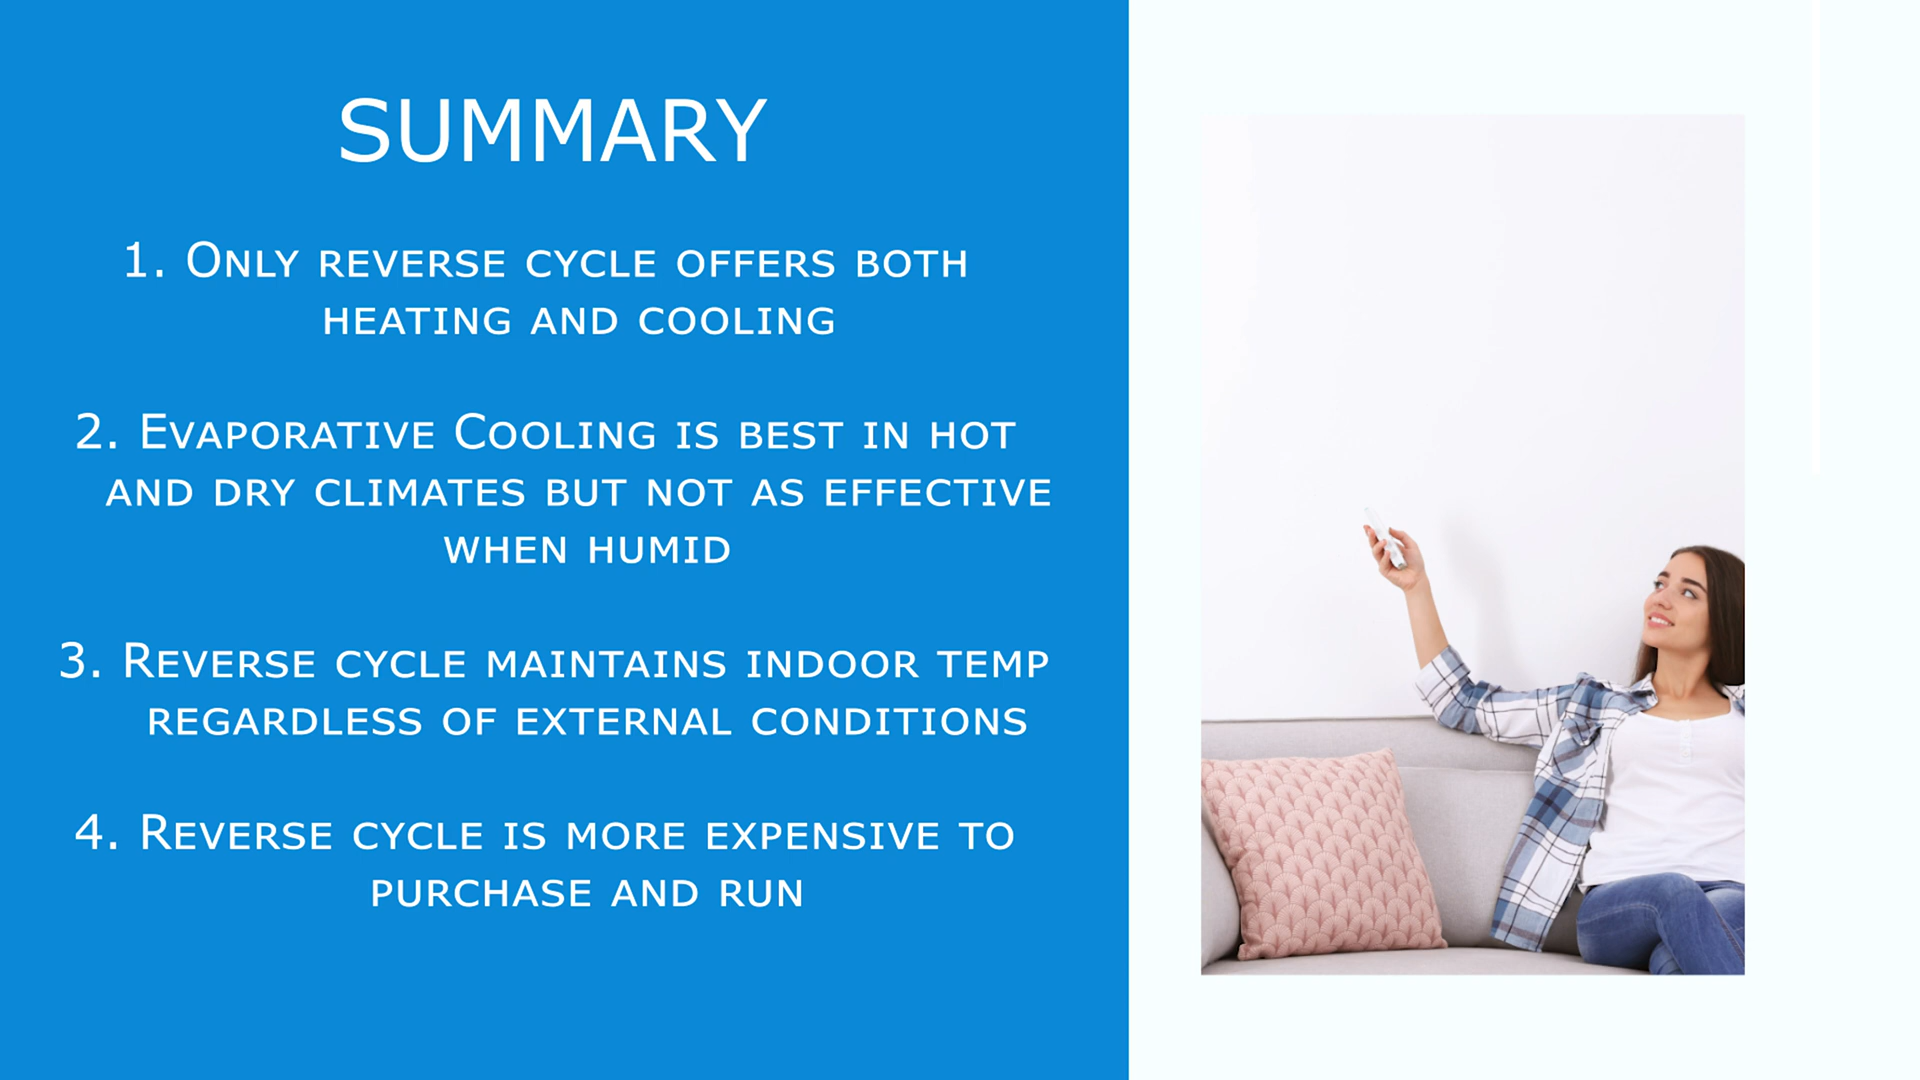 SUMMARY
1. Only reverse cycle offers both
heating and cooling
2. Evaporative Cooling is best in hot
and dry climates but not as effective
when humid
3. Reverse cycle maintains indoor temp
regardless of external conditions
4. Reverse cycle is more expensive to
purchase and run